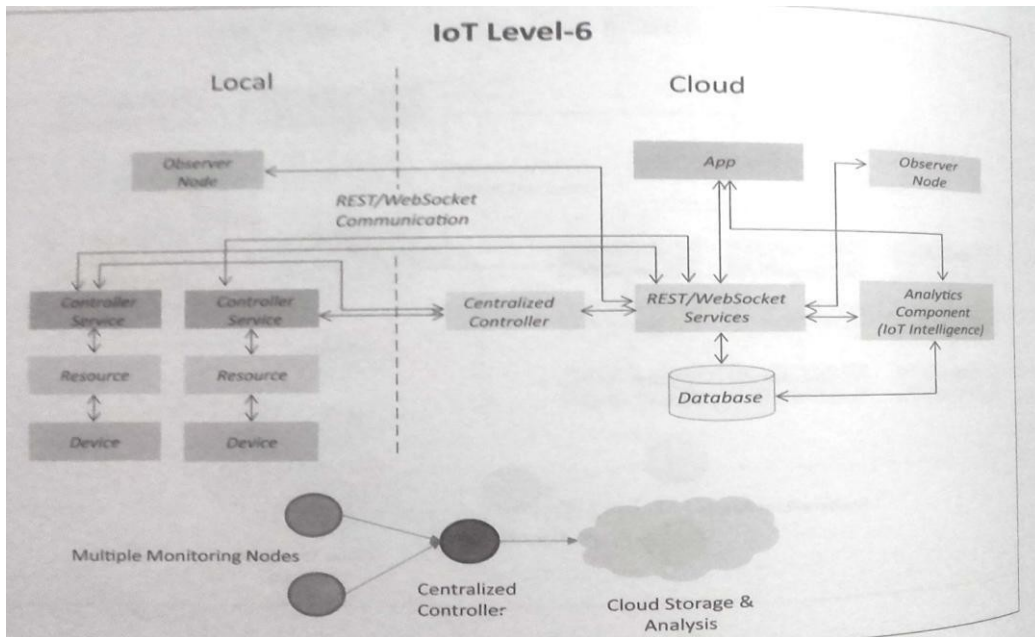 IoT Level-6
Local
Cloud
Observer
Node
App
Observer
Node
REST/WebSocket
Communication
Controller
Service
Controller
Service
Centralized
Controller
REST/WebSocket
Services
Analytics
Component
(IoT Intelligence)
Resource
Resource
Database
Device
Device
Multiple Monitoring Nodes
Centralized
Controller
Cloud Storage &
Analysis